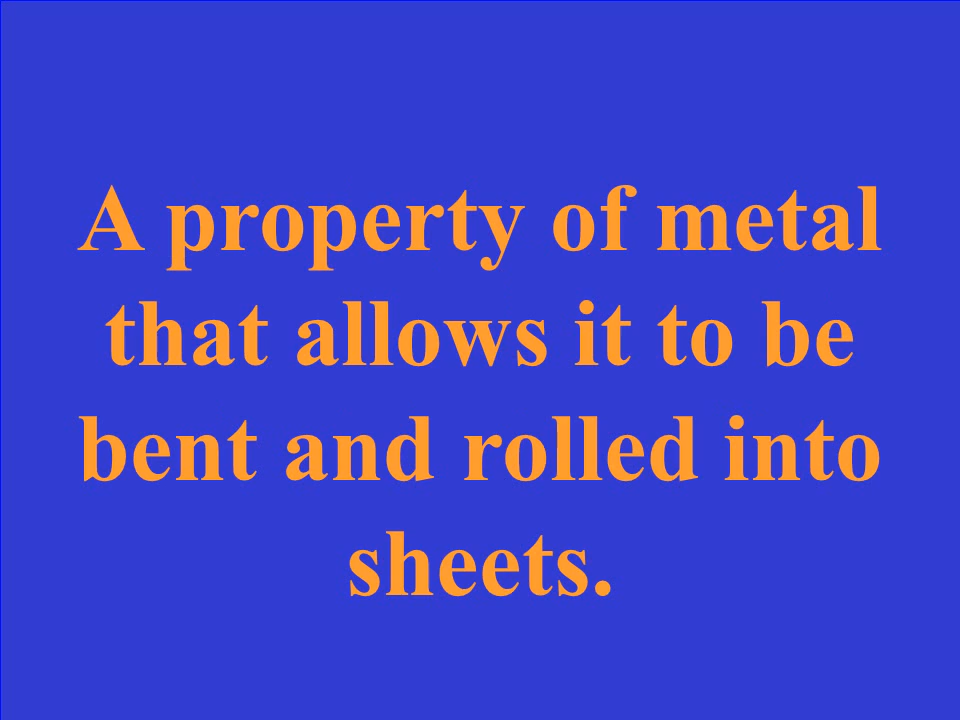 A property of metal
that allows it to be
bent and rolled into
sheets.